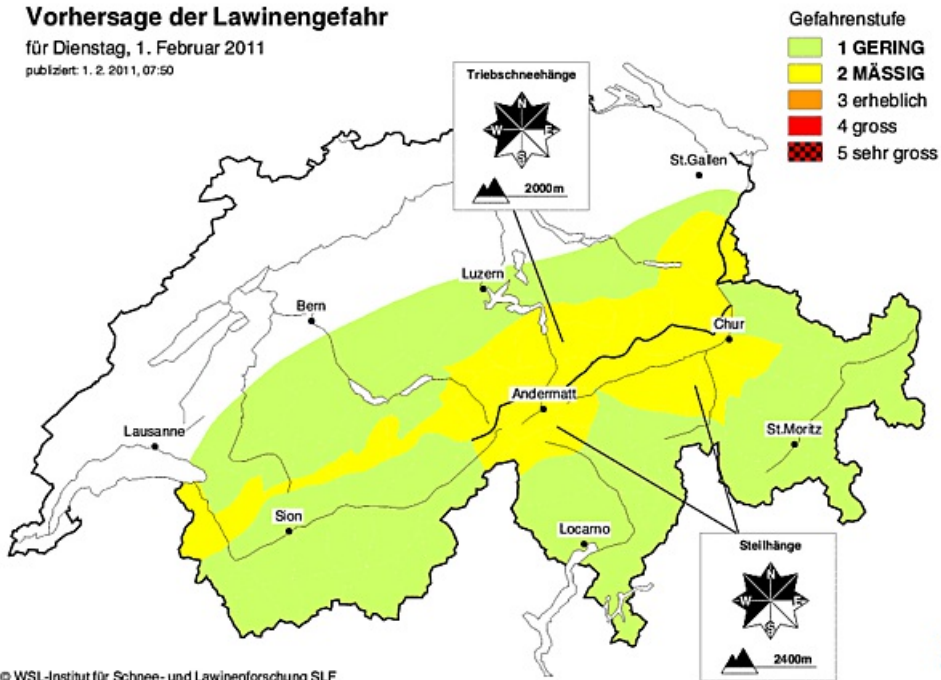 Vorhersage der Lawinengefahr
für Dienstag, 1. Februar 2011
publiziert: 1. 2. 2011, 07:50
Gefahrenstufe
1 GERING
2 MÄSSIG
3 erheblich
4 gross
5 sehr gross
Triebschneehänge
N
W E
S
2000m
St.Gallen
Luzern
Bern
Chur
Andermatt
Lausanne
St.Moritz
Sion
Locarno
Steilhänge
N
W E
S
2400m
© WSL-Institut für Schnee- und Lawinenforschung SLF